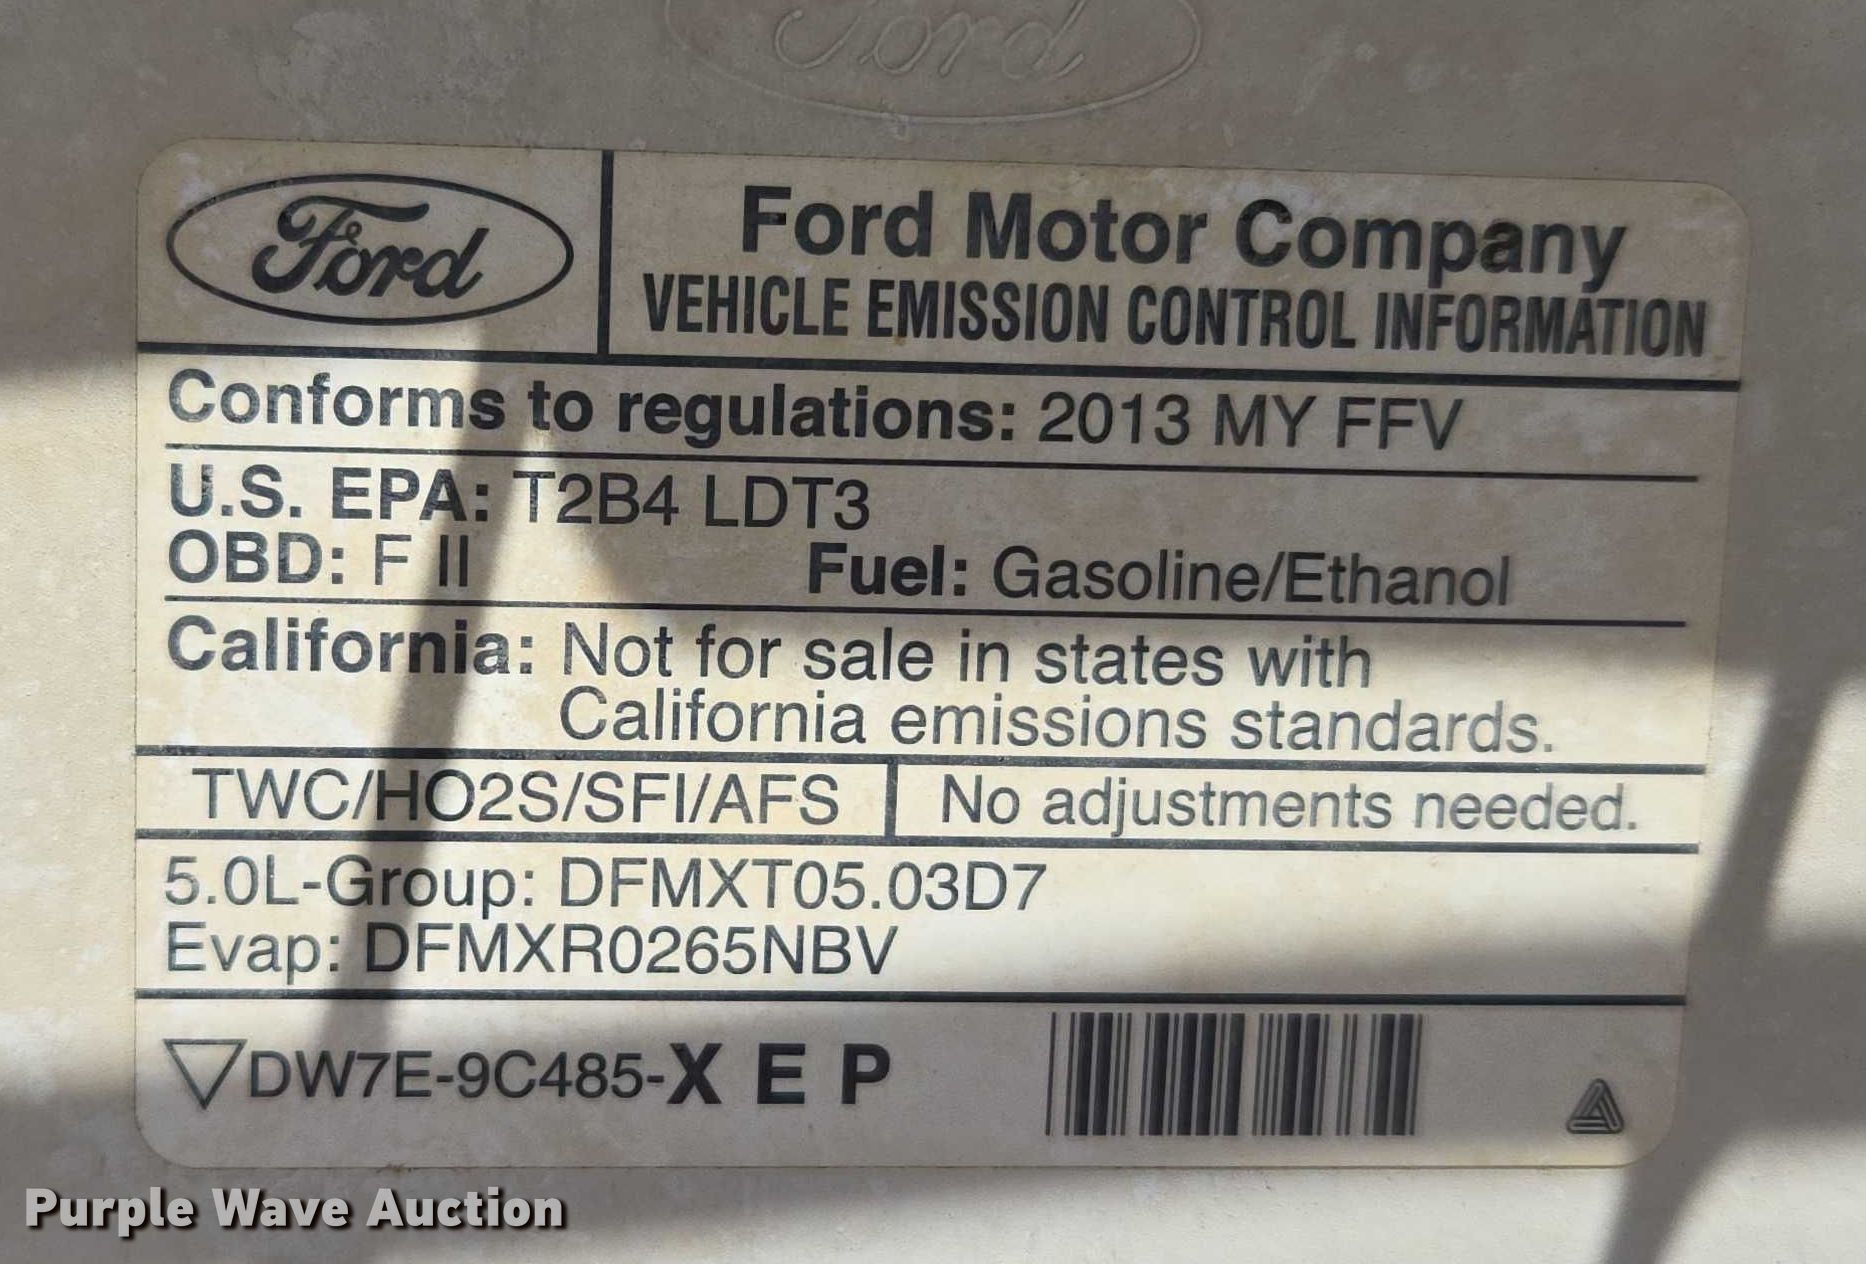 Ford
Ford
Ford Motor Company
VEHICLE EMISSION CONTROL INFORMATION
Conforms to regulations: 2013 MY FFV
U.S. EPA: T2B4 LDT3
OBD: F II Fuel: Gasoline/Ethanol
California: Not for sale in states with
California emissions standards.
TWC/HO2S/SFI/AFS No adjustments needed.
5.0L-Group: DFMXT05.03D7
Evap: DFMXR0265NBV
DW7E-9C485-X E P
Purple Wave Auction